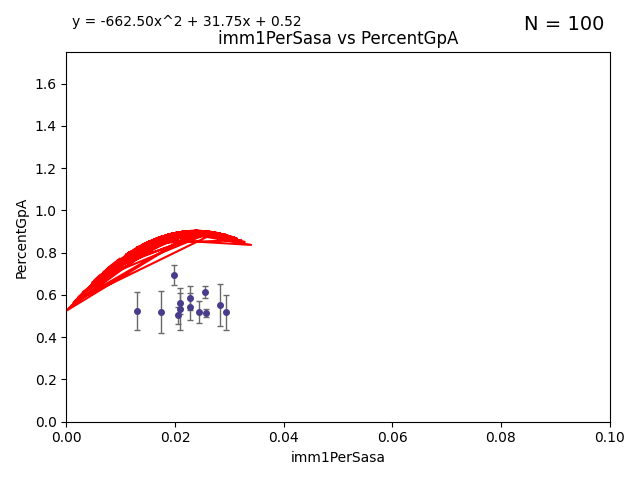 y = -662.50x^2 + 31.75x + 0.52
N = 100
imm1PerSasa vs PercentGpA
PercentGpA
1.6
1.4
1.2
1.0
0.8
0.6
0.4
0.2
0.0
0.00 0.02 0.04 0.06 0.08 0.10
imm1PerSasa